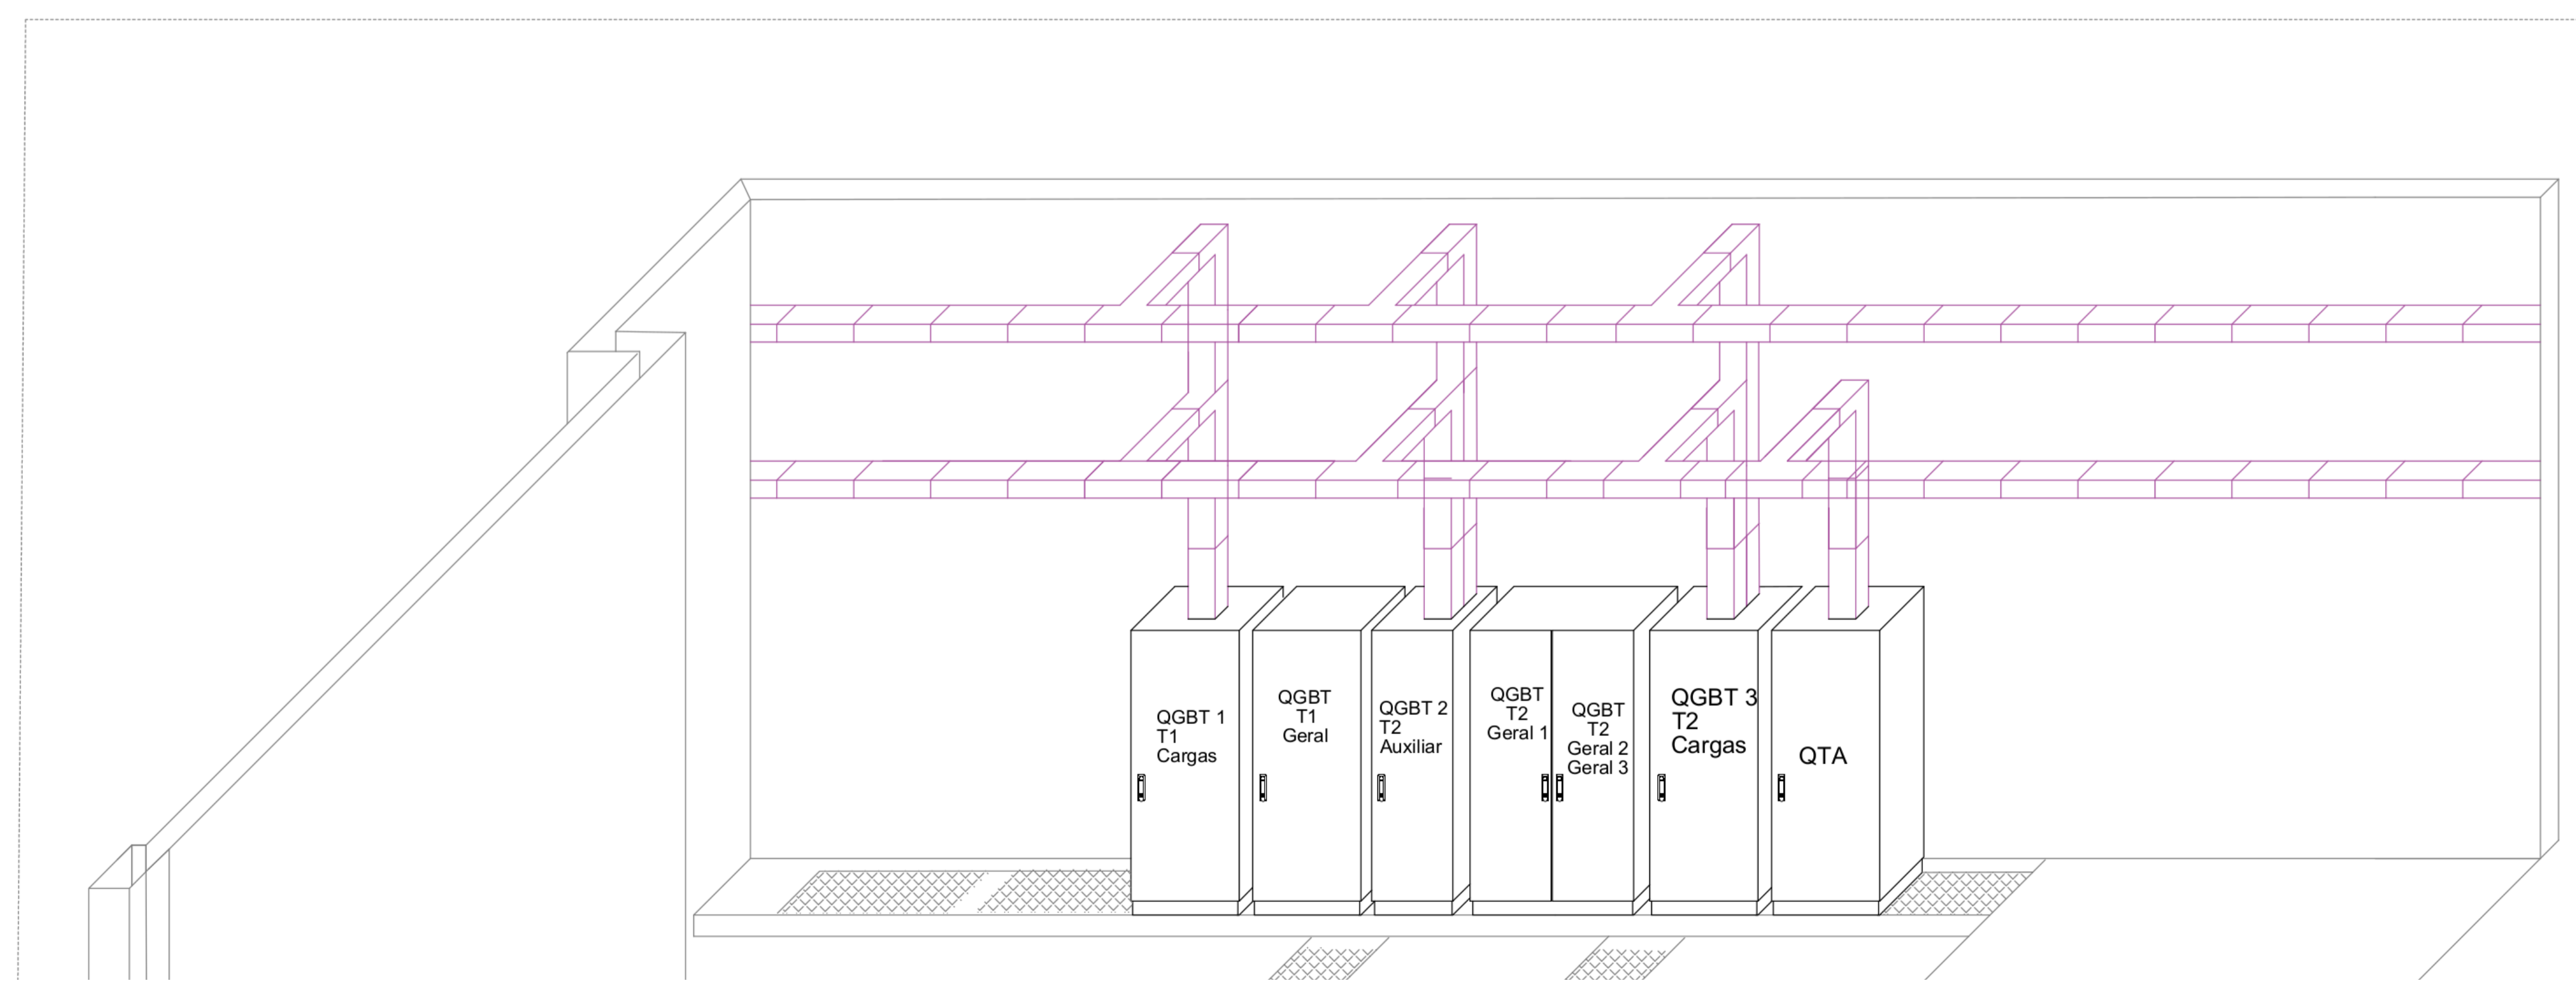 QGBT 1
T1
Cargas
QGBT
T1
Geral
QGBT 2
T2
Auxiliar
QGBT
T2
Geral 1
QGBT
T2
Geral 2
Geral 3
QGBT 3
T2
Cargas
QTA